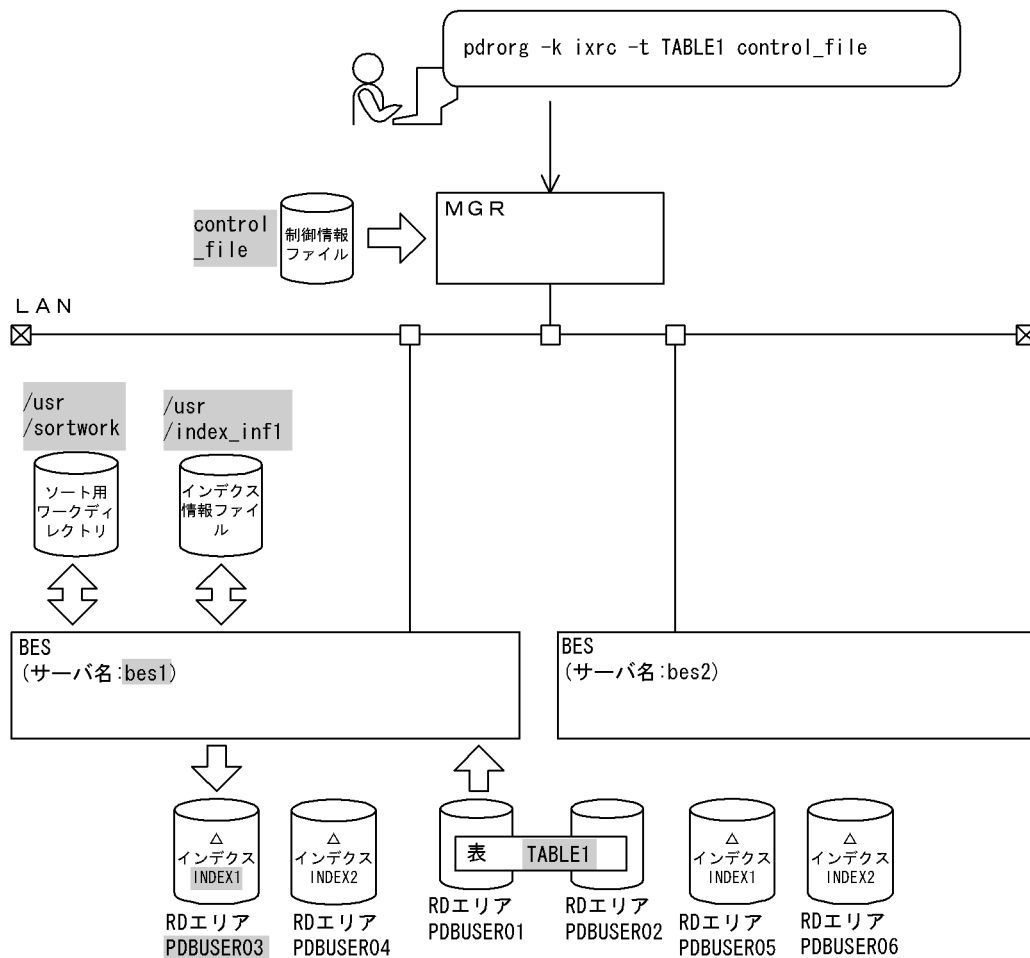 pdrorg -k ixrc -t TABLE1 control_file
MGR
control
_file
制御情報
ファイル
LAN
/usr
/sortwork
/usr
/index_inf1
ソート用
ワークディ
レクトリ
インデクス
情報ファイ
ル
BES
(サーバ名:bes1)
BES
(サーバ名:bes2)
△
インデクス
INDEX1
△
インデクス
INDEX2
表 TABLE1
△
インデクス
INDEX1
△
インデクス
INDEX2
RDエリア
PDBUSER03
RDエリア
PDBUSER04
RDエリア
PDBUSER01
RDエリア
PDBUSER02
RDエリア
PDBUSER05
RDエリア
PDBUSER06